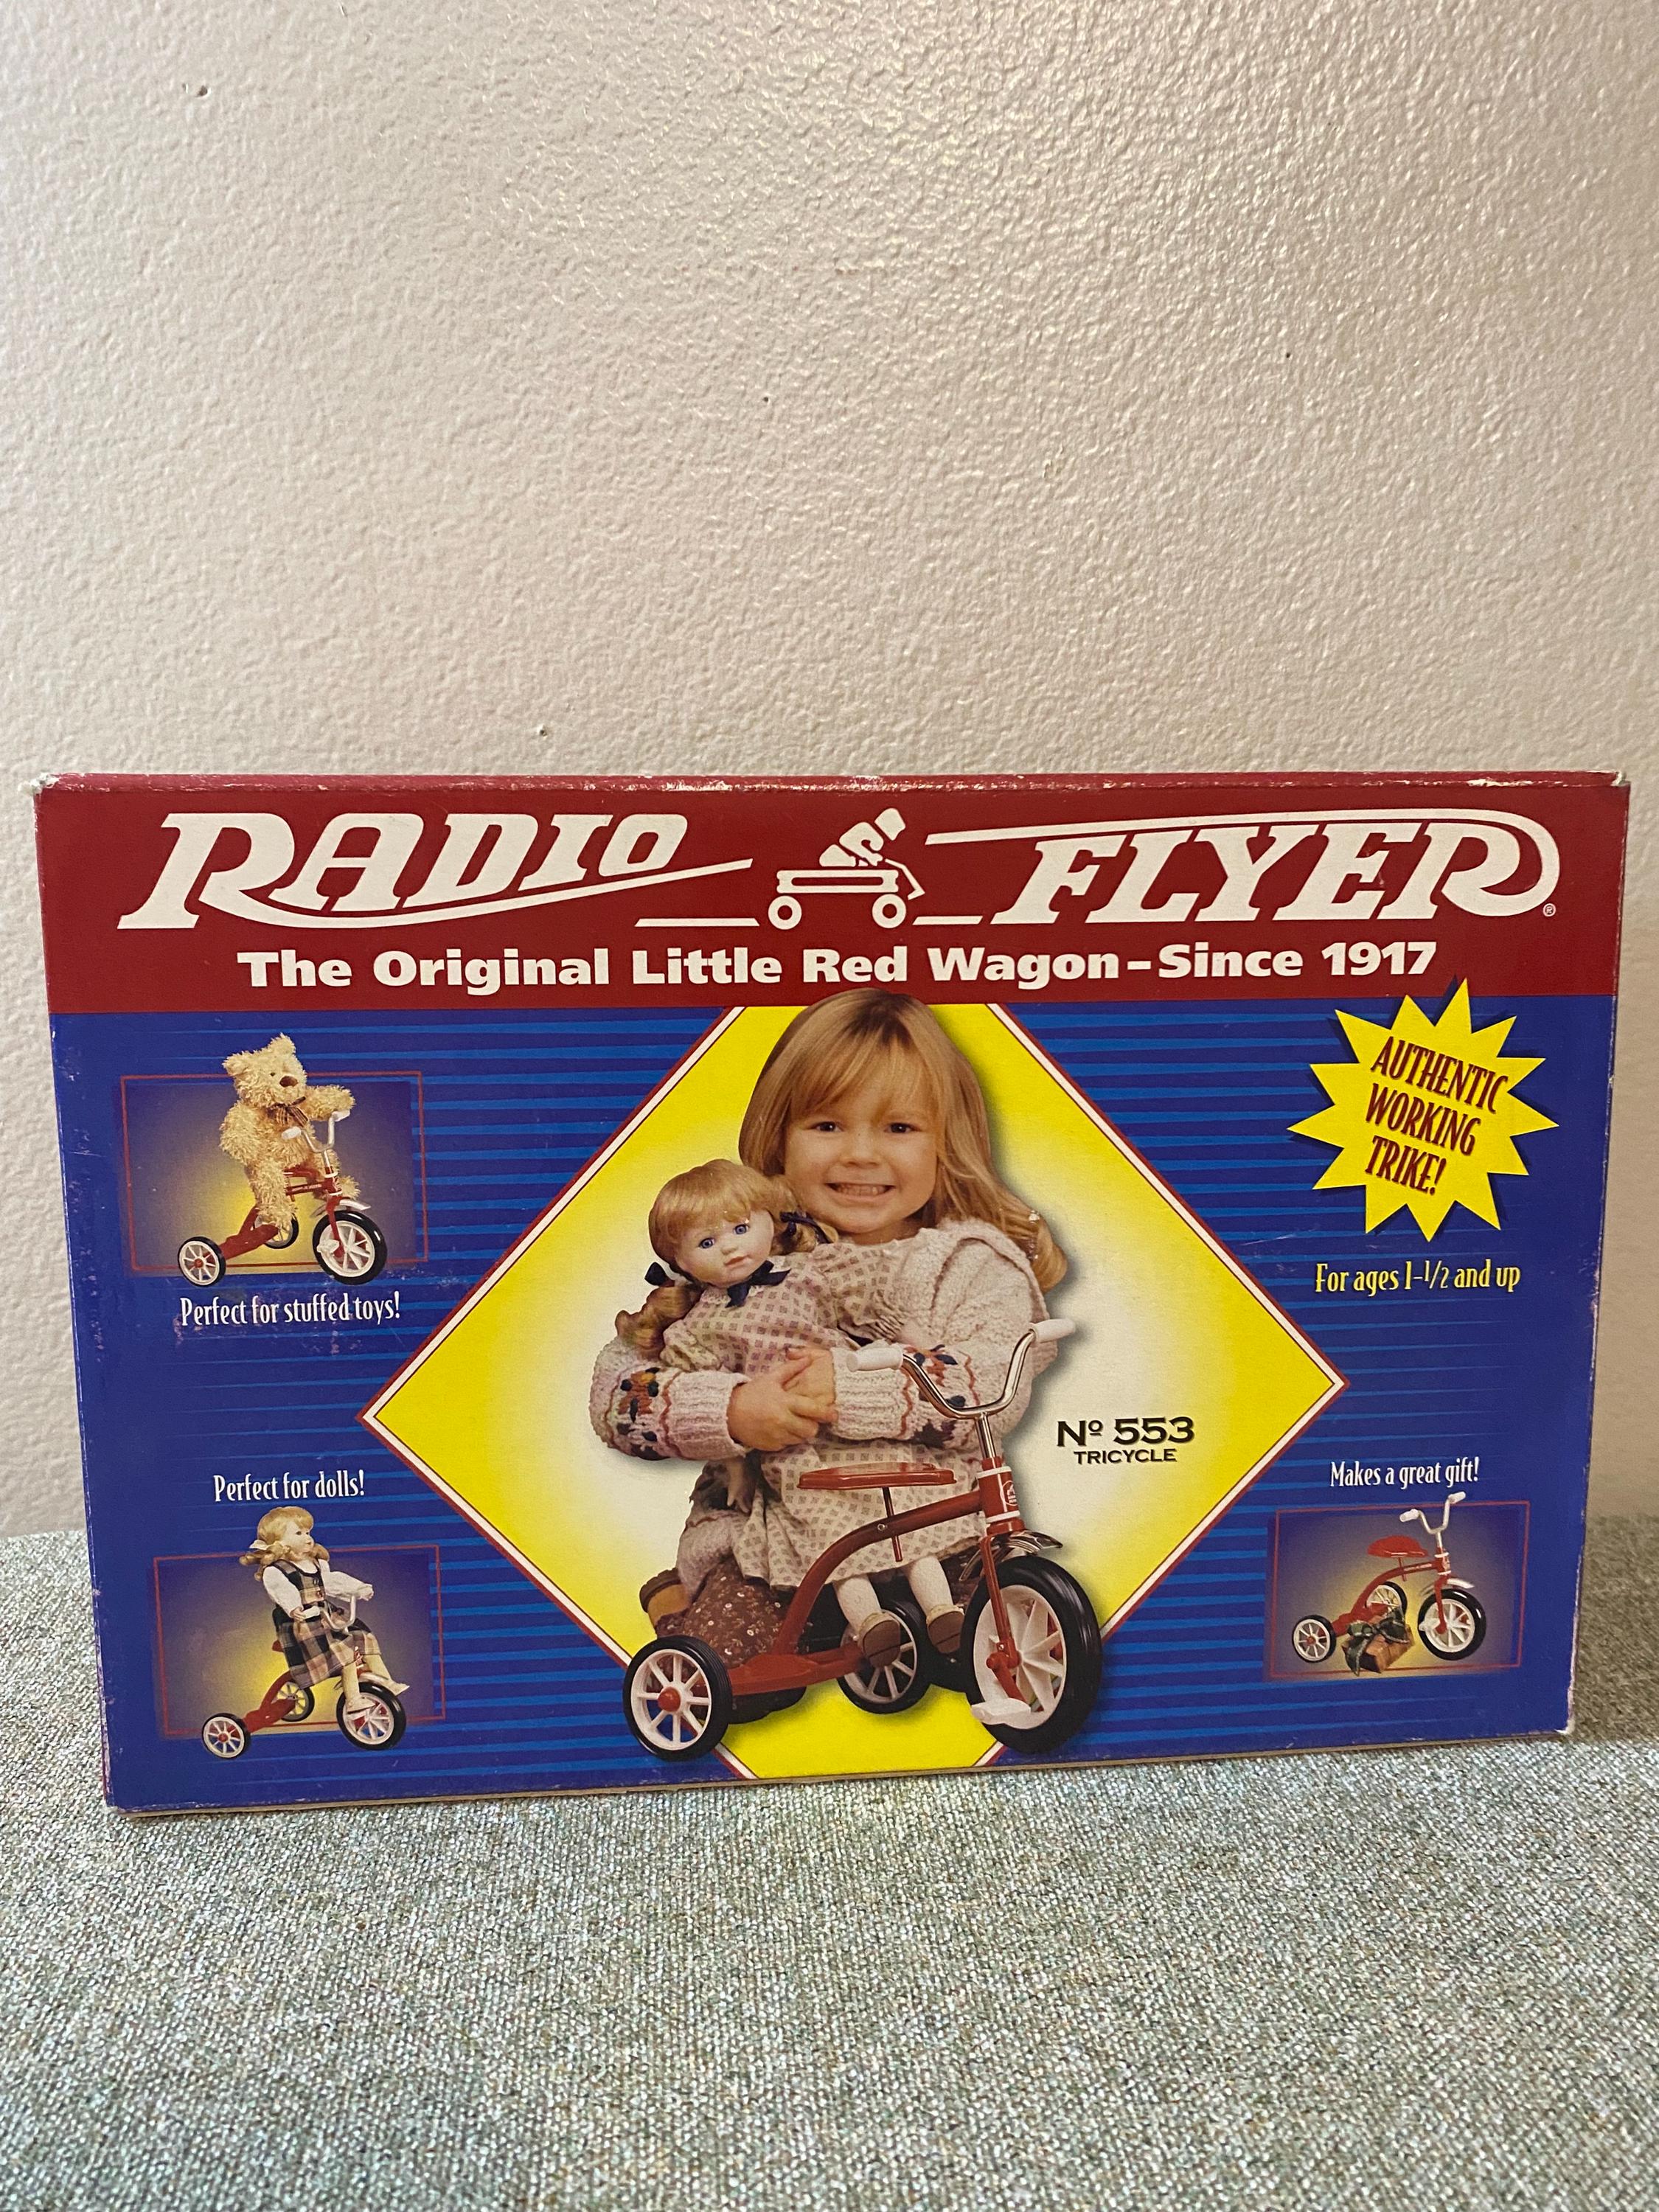 RADIO FLYER®
The Original Little Red Wagon-Since 1917
AUTHENTIC
WORKING
TRIKE!
For ages 1-1/2 and up
Perfect for stuffed toys!
Nº 553
TRICYCLE
Perfect for dolls!
Makes a great gift!